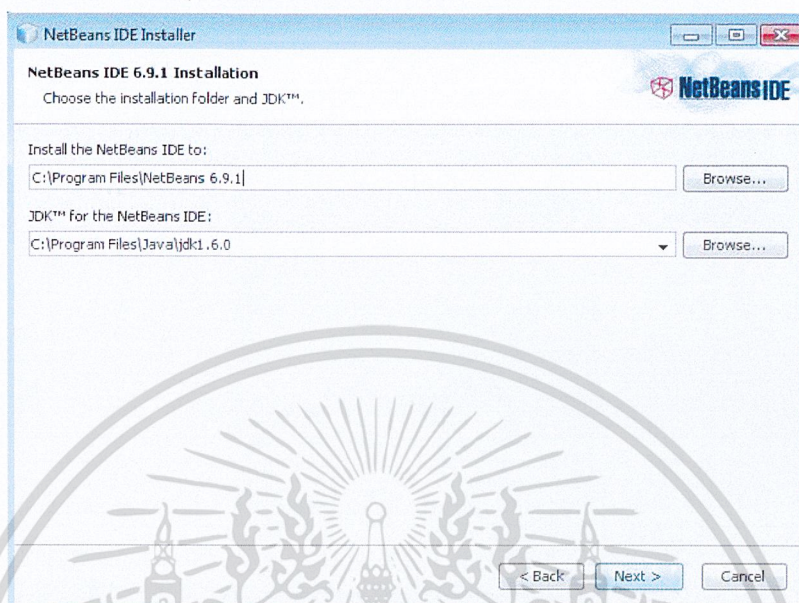 NetBeans IDE Installer
NetBeans IDE 6.9.1 Installation
Choose the installation folder and JDK™.
NetBeans IDE
Install the NetBeans IDE to:
C:\Program Files\NetBeans 6.9.1
Browse...
JDK™ for the NetBeans IDE:
C:\Program Files\Java\jdk1.6.0
Browse...
< Back
Next >
Cancel